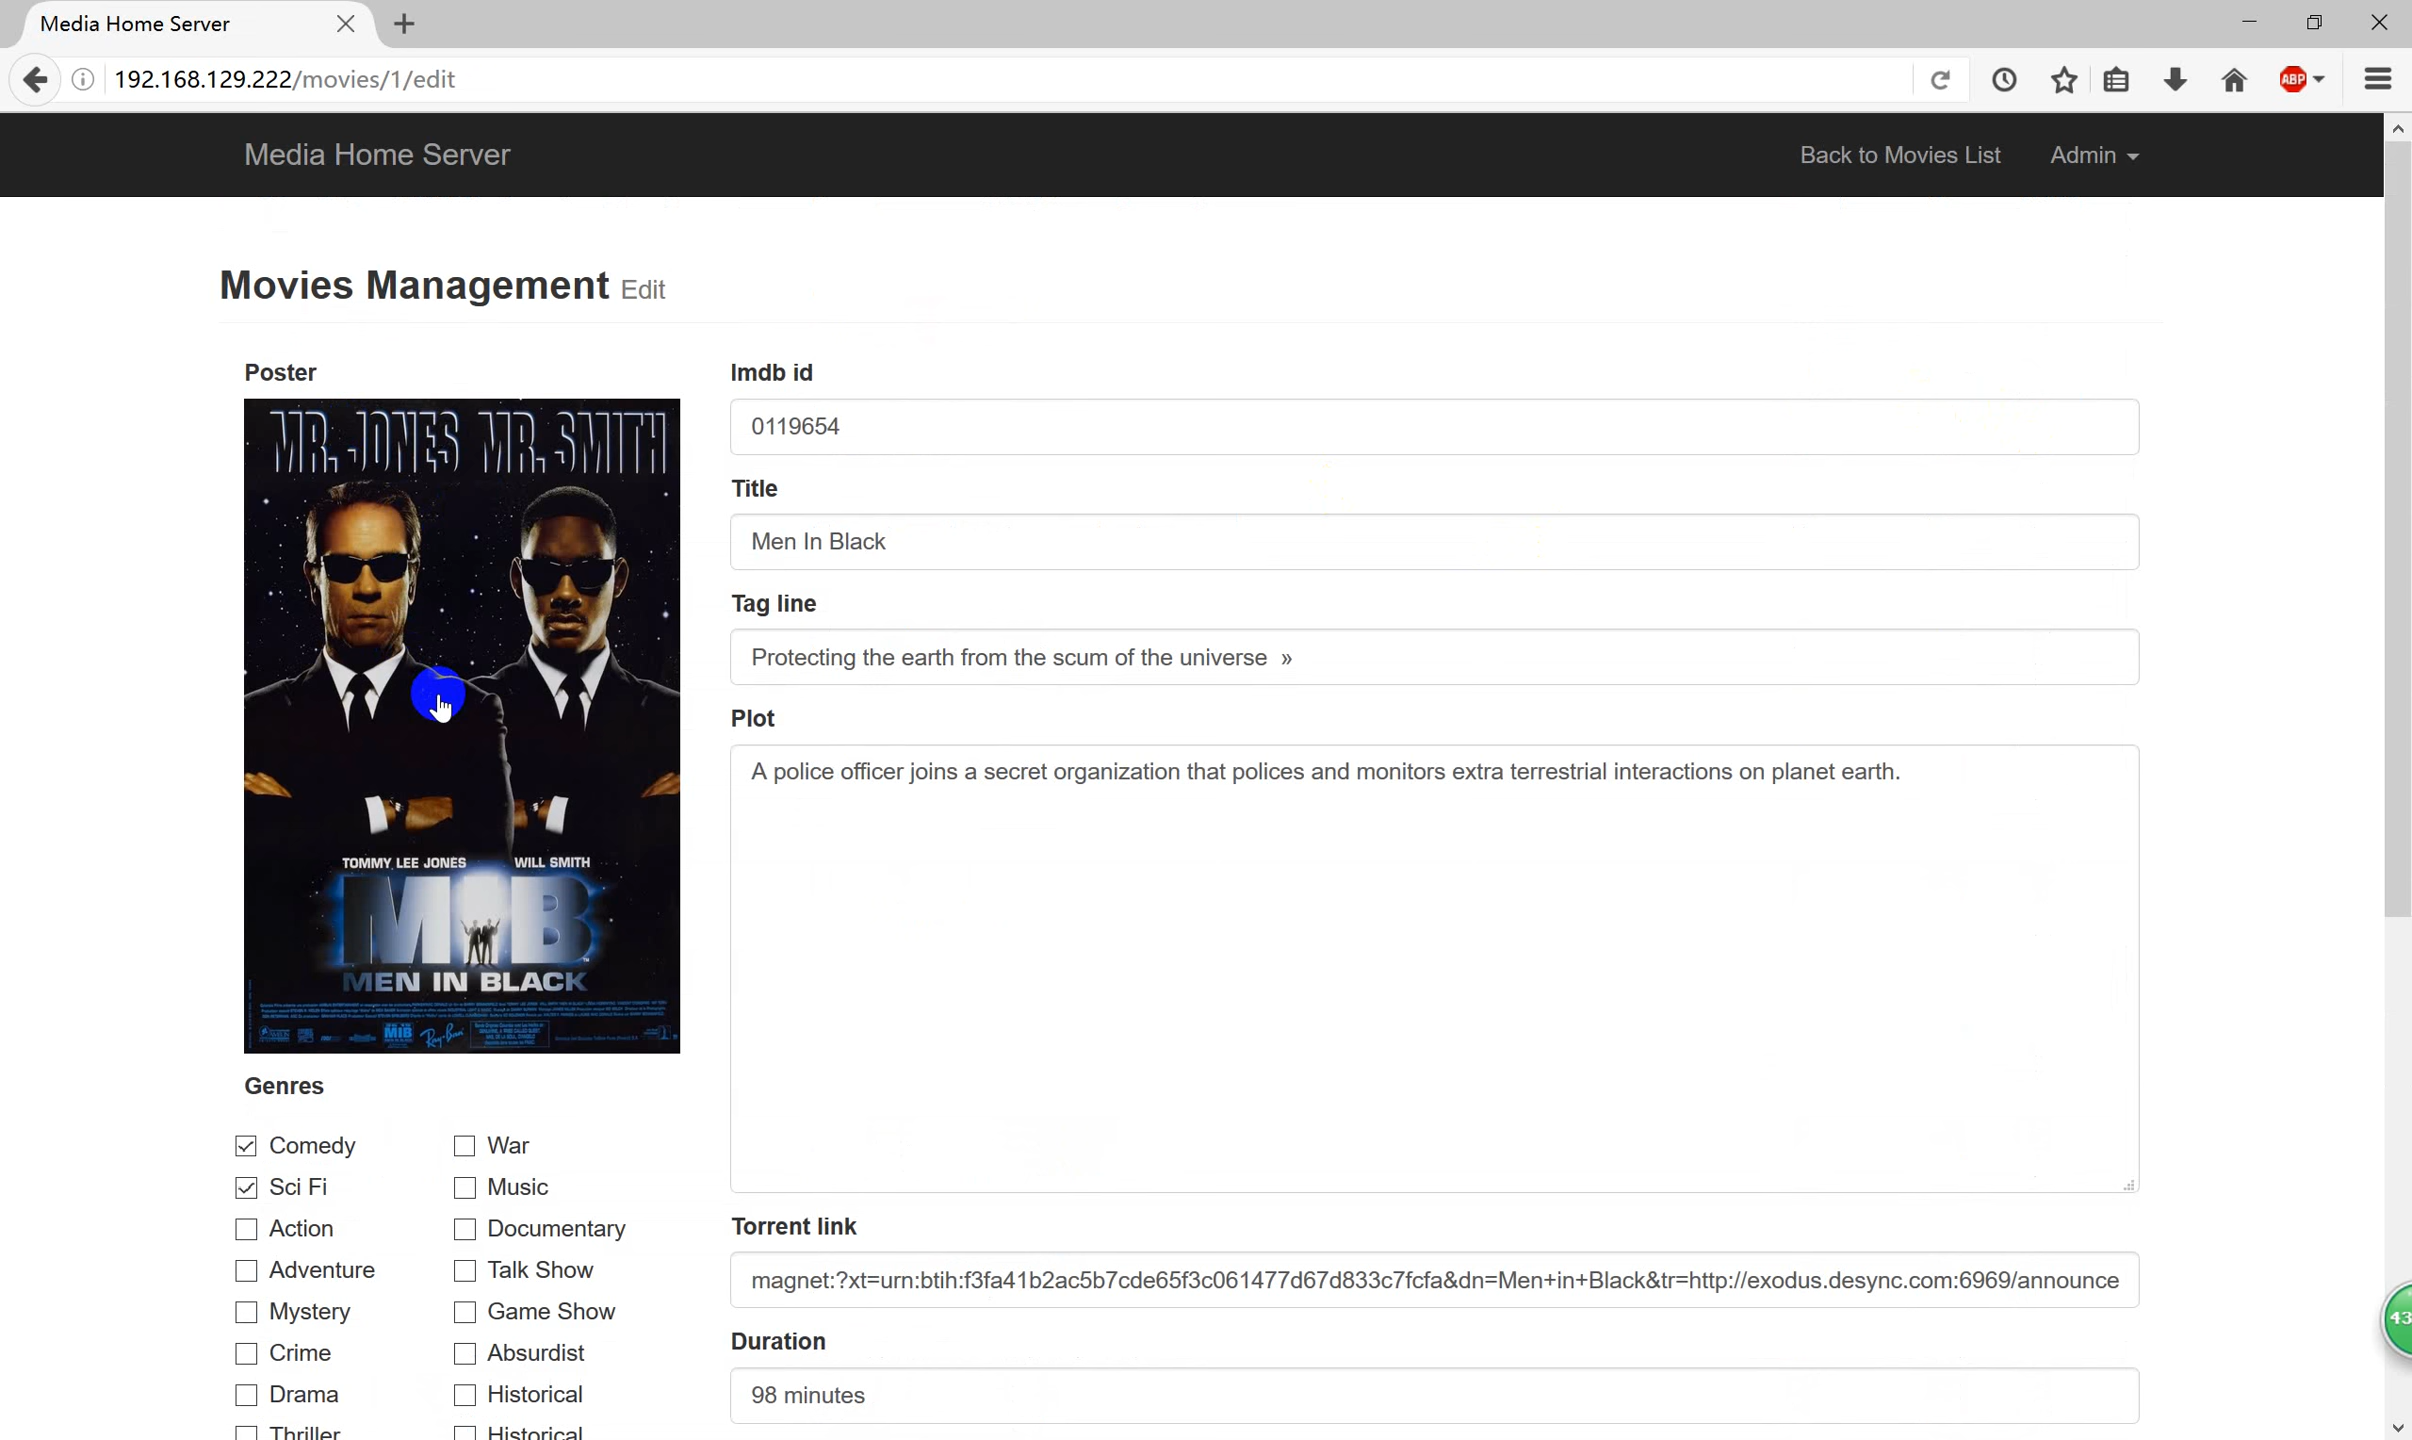 Media Home Server
192.168.129.222/movies/1/edit
ABP
Media Home Server
Back to Movies List
Admin
Movies Management Edit
Poster
MR. JONES MR. SMITH
TOMMY LEE JONES WILL SMITH
MIB
MEN IN BLACK
MIB
Ray-Ban
Genres
Comedy
War
Sci Fi
Music
Action
Documentary
Adventure
Talk Show
Mystery
Game Show
Crime
Absurdist
Drama
Historical
Thriller
Historical
Imdb id
0119654
Title
Men In Black
Tag line
Protecting the earth from the scum of the universe »
Plot
A police officer joins a secret organization that polices and monitors extra terrestrial interactions on planet earth.
Torrent link
magnet:?xt=urn:btih:f3fa41b2ac5b7cde65f3c061477d67d833c7fcfa&dn=Men+in+Black&tr=http://exodus.desync.com:6969/announce
Duration
98 minutes
43